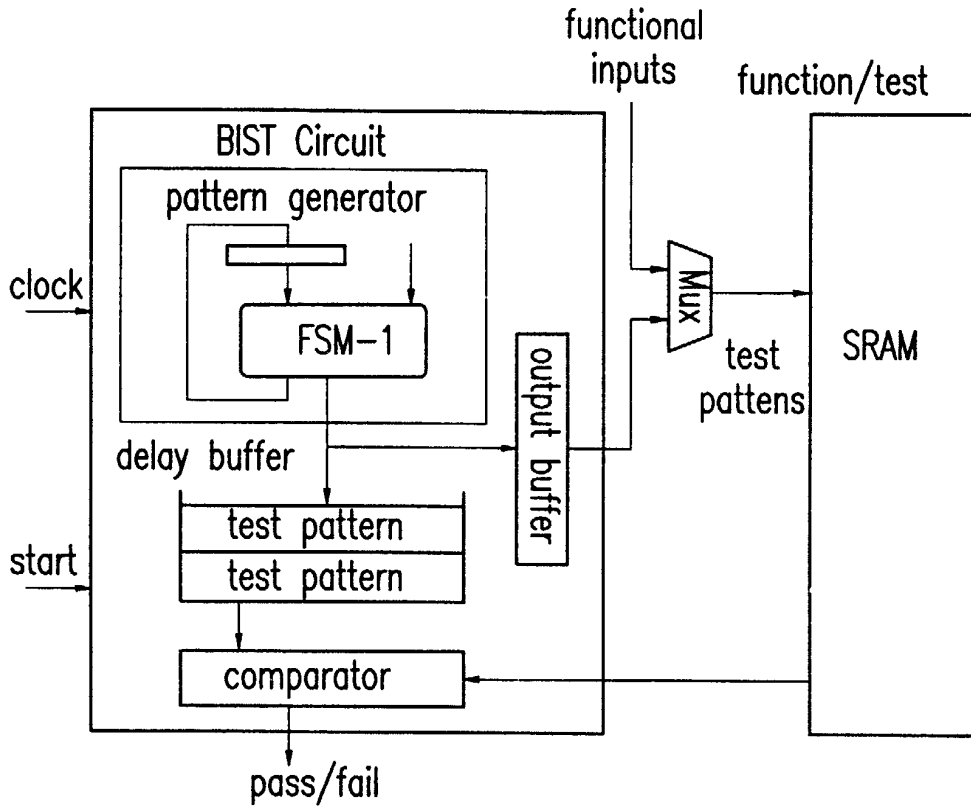 functional
inputs
function/test
BIST Circuit
pattern generator
clock
FSM-1
Mux
output buffer
SRAM
test
pattens
delay buffer
test pattern
start
test pattern
comparator
pass/fail